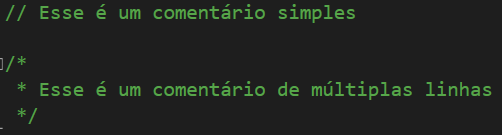 // Esse é um comentário simples
/*
* Esse é um comentário de múltiplas linhas
*/